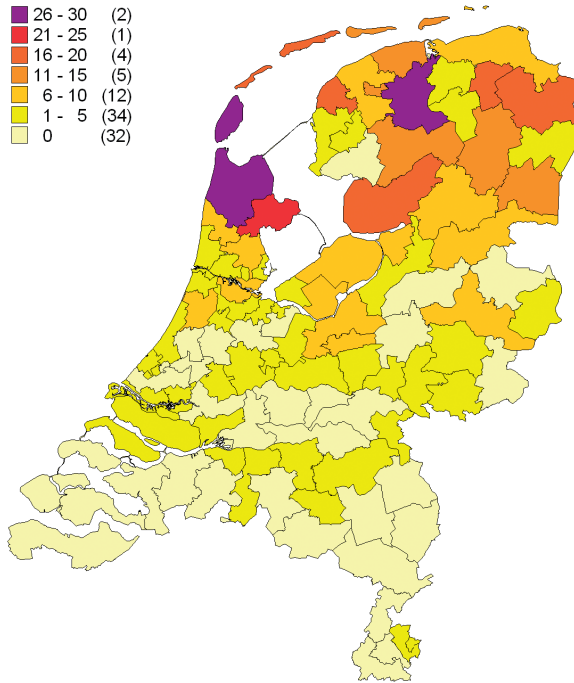 26 - 30 (2)
21 - 25 (1)
16 - 20 (4)
11 - 15 (5)
6 - 10 (12)
1 - 5 (34)
0 (32)